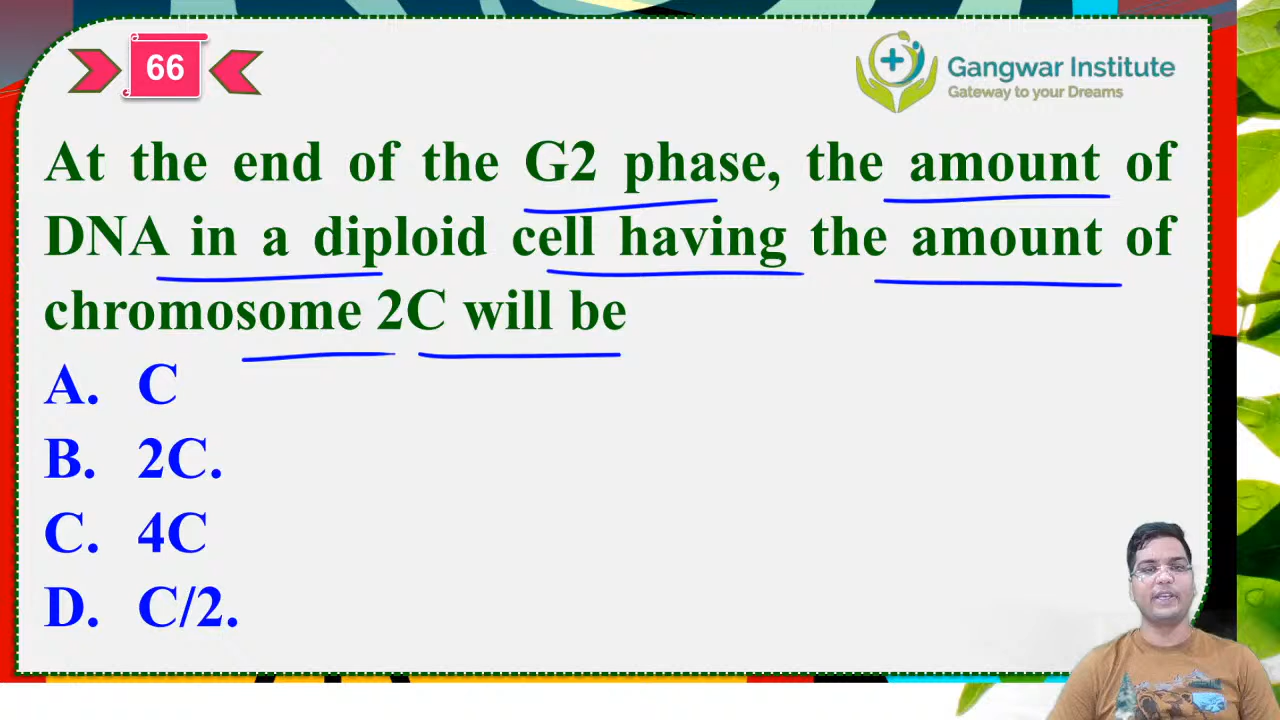 66
Gangwar Institute
Gateway to your Dreams
At the end of the G2 phase, the amount of
DNA in a diploid cell having the amount of
chromosome 2C will be
A. C
B. 2C.
C. 4C
D. C/2.